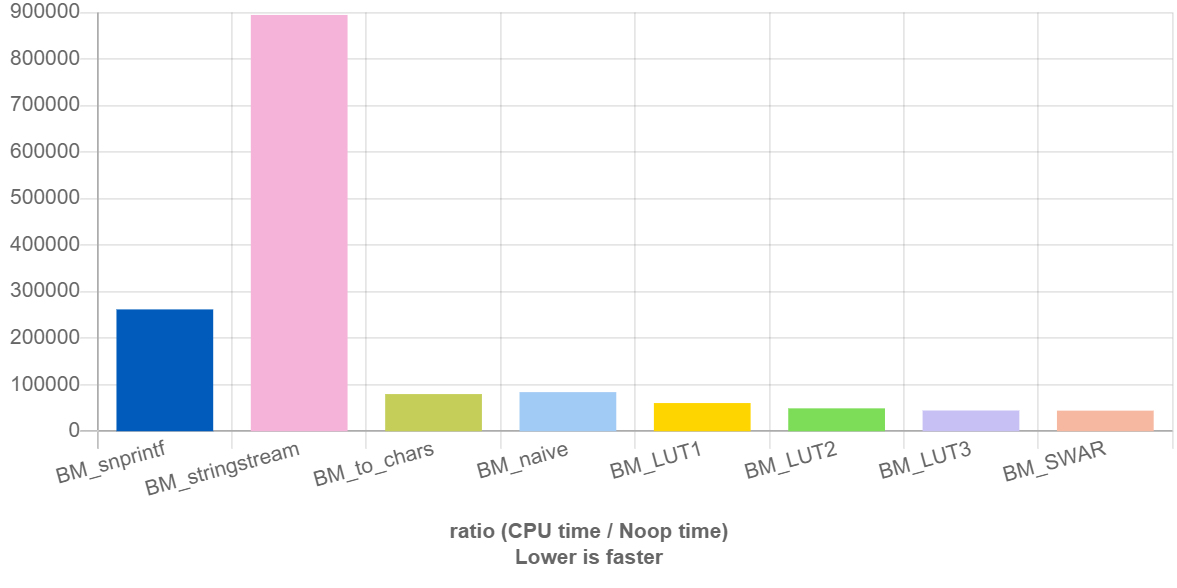 900000
800000
700000
600000
500000
400000
300000
200000
100000
0
BM_snprintf
BM_stringstream
BM_to_chars
BM_naive
BM_LUT1
BM_LUT2
BM_LUT3
BM_SWAR
ratio (CPU time / Noop time)
Lower is faster